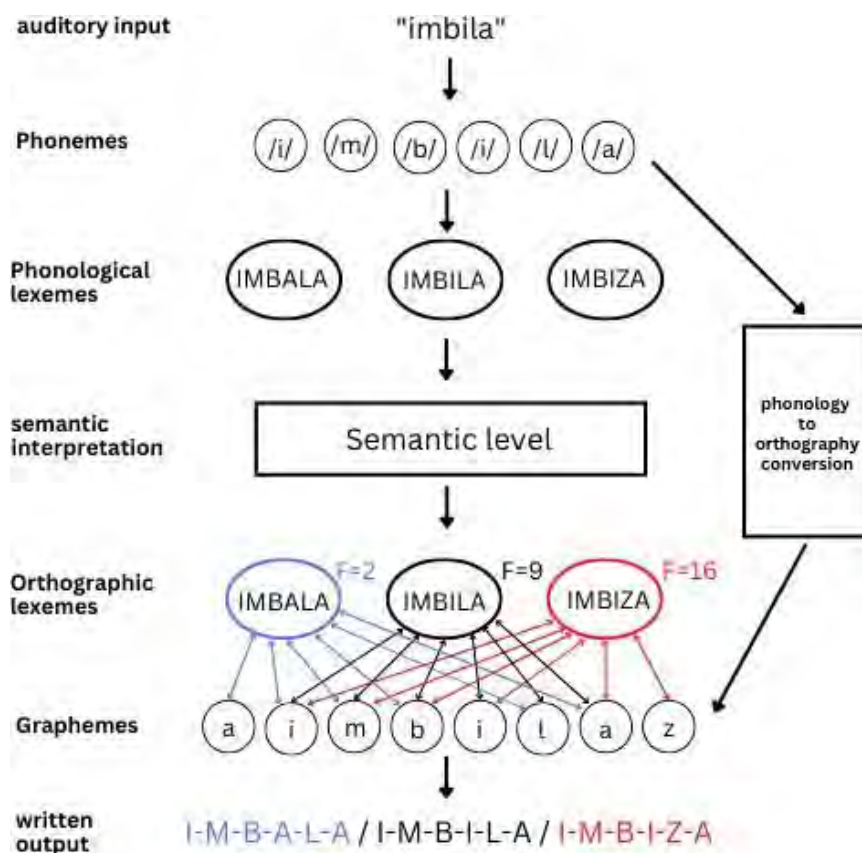 auditory input
"imbila"
Phonemes
/i/ /m/ /b/ /i/ /l/ /a/
Phonological
lexemes
IMBALA IMBILA IMBIZA
phonology
to
orthography
conversion
semantic
interpretation
Semantic level
Orthographic
lexemes
IMBALA F=2 IMBILA F=9 IMBIZA F=16
Graphemes
a i m b i l a z
written
output
I-M-B-A-L-A / I-M-B-I-L-A / I-M-B-I-Z-A